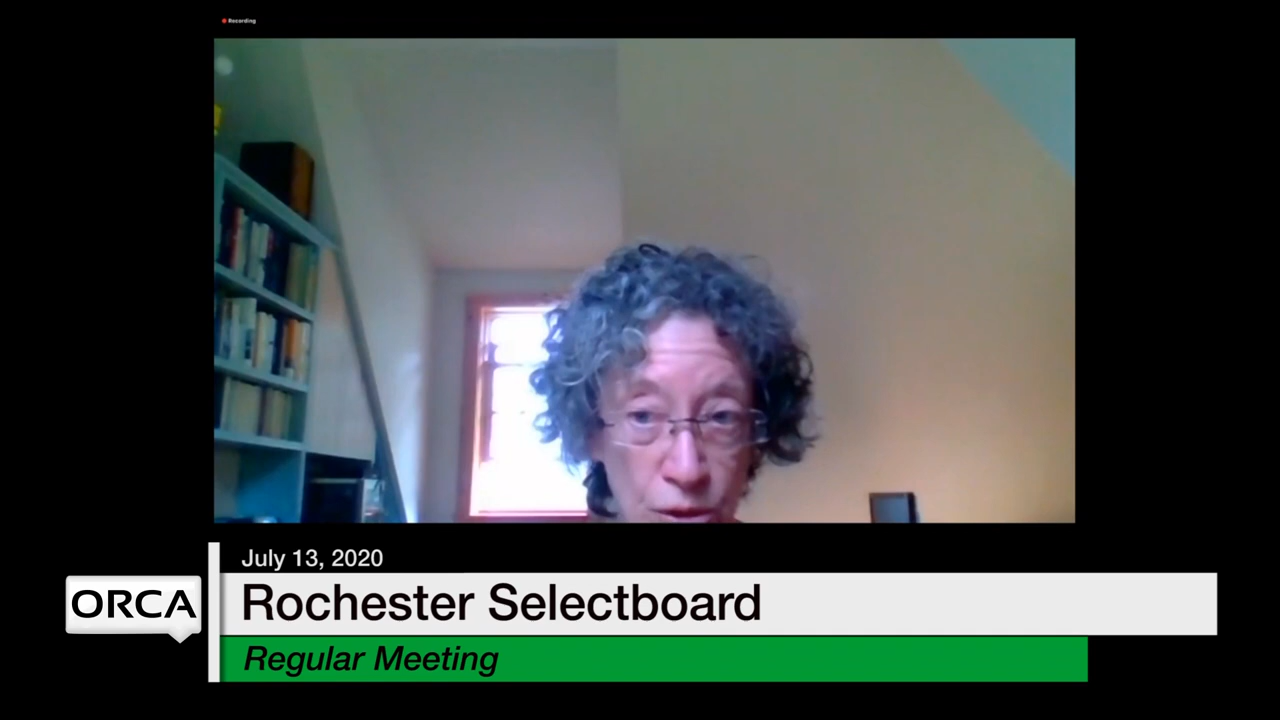 Recording
July 13, 2020
ORCA
Rochester Selectboard
Regular Meeting